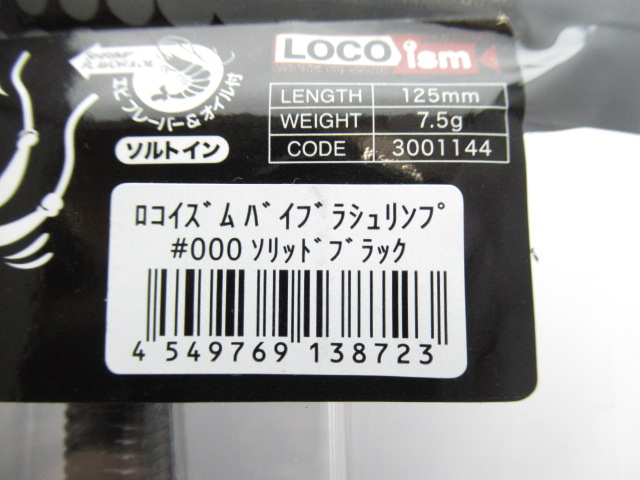 LOCO ism
LENGTH 125mm
WEIGHT 7.5g
CODE 3001144
エビフレーバー&オイル付
ソルトイン
ﾛｺｲｽﾞﾑ ﾊﾞｲﾌﾞﾗｼｭﾘﾝﾌﾟ
#000 ｿﾘｯﾄﾞﾌﾞﾗｯｸ
4 549769 138723